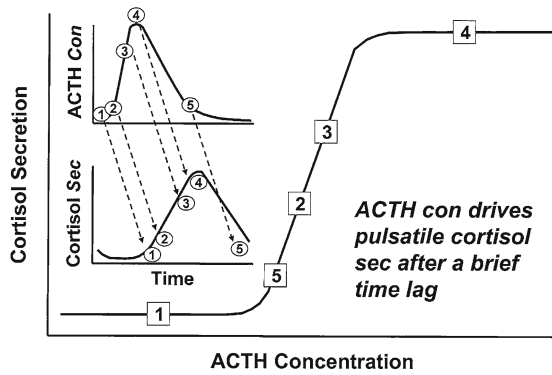 ACTH Con
4
3
1
2
5
Cortisol Sec
4
3
2
1
5
Time
Cortisol Secretion
4
3
2
5
1
ACTH con drives
pulsatile cortisol
sec after a brief
time lag
ACTH Concentration